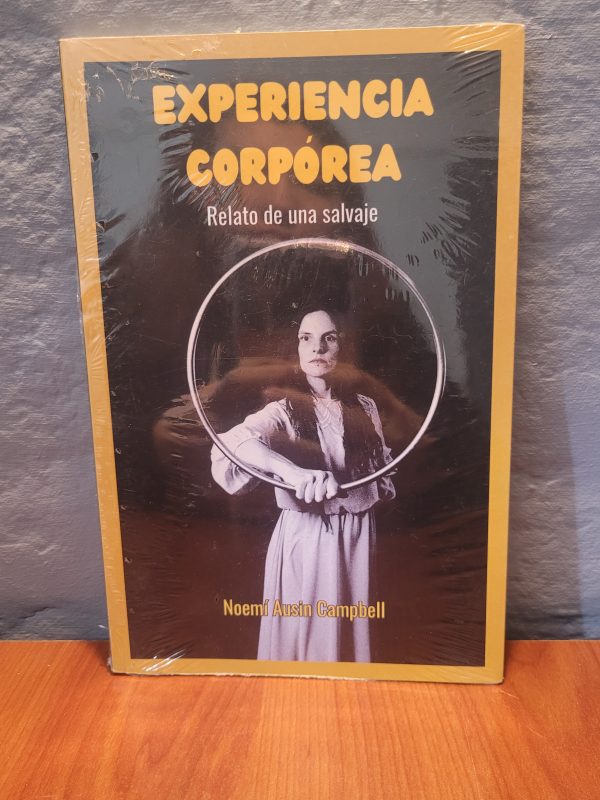 EXPERIENCIA
CORPÓREA
Relato de una salvaje
Noemí Ausin Campbell